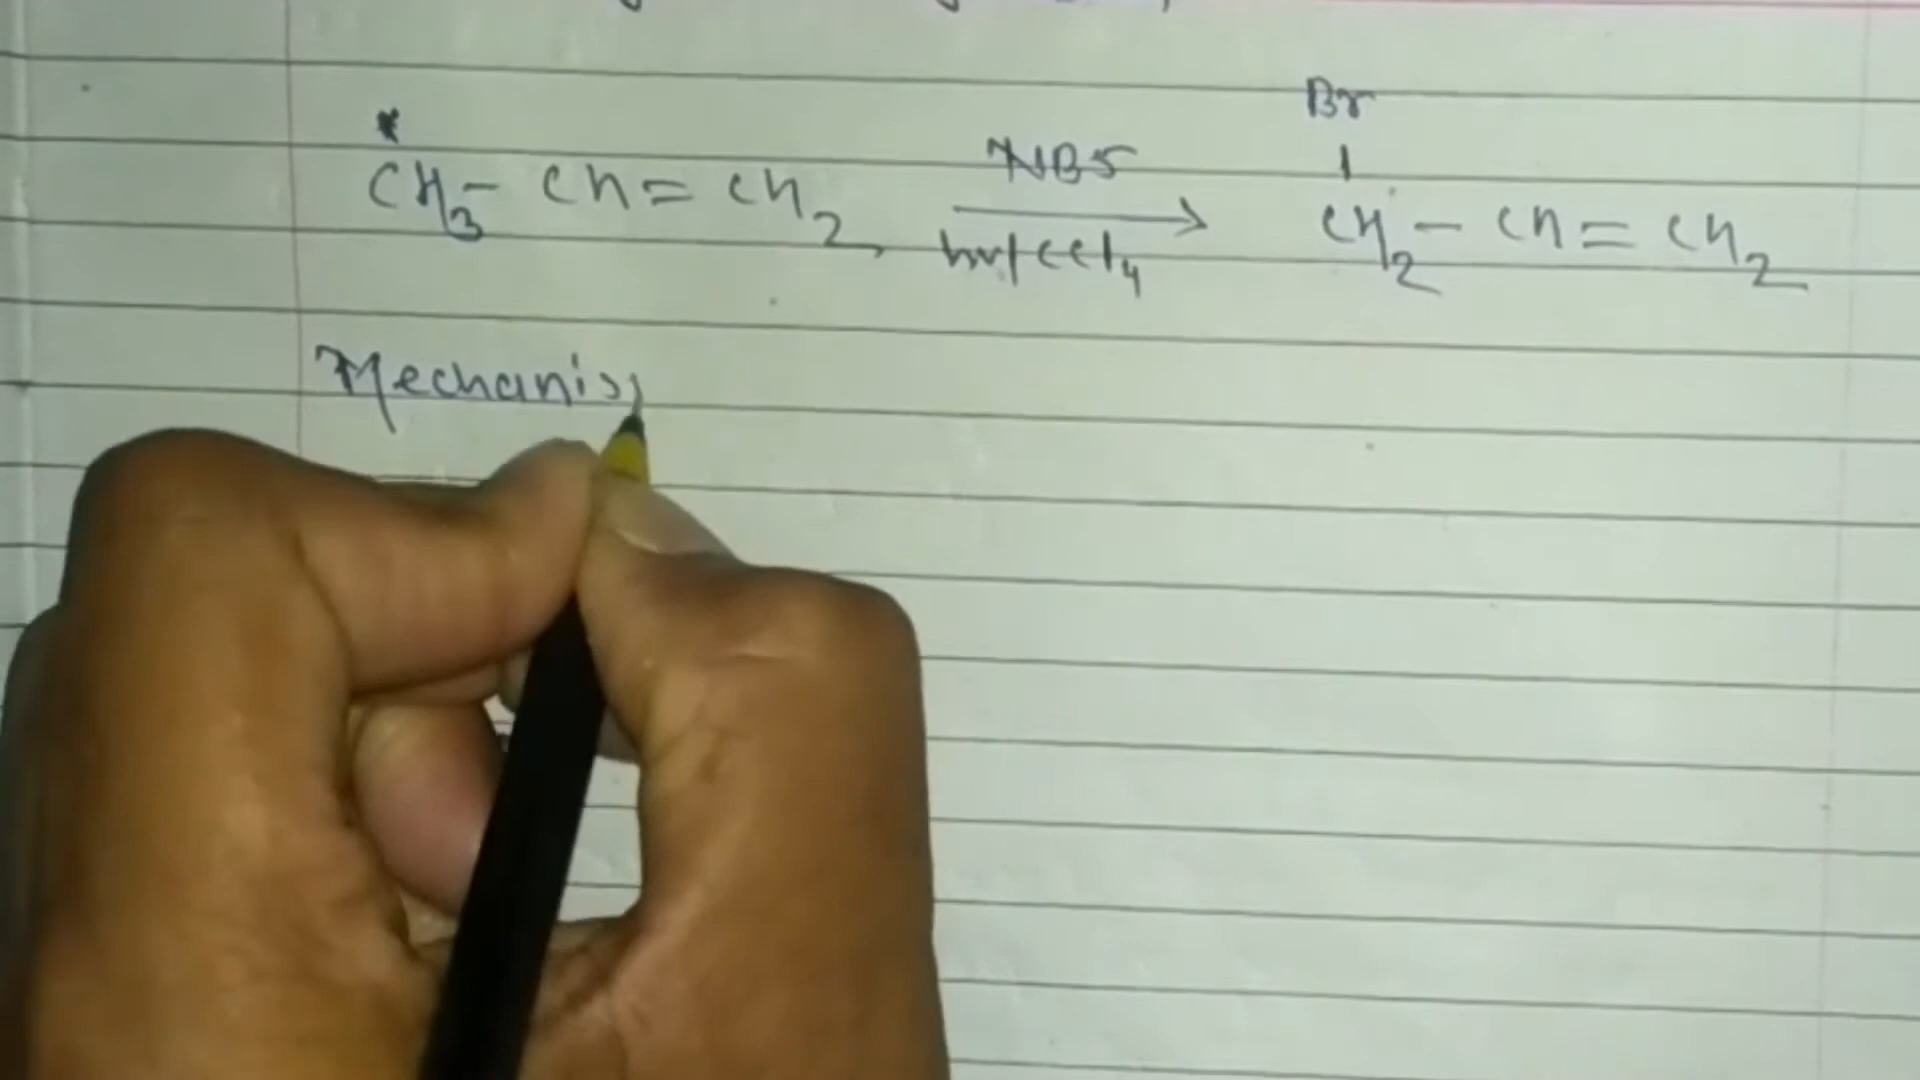 Br
|
CH₃ - CH = CH₂, NBS hν/CCl₄ → CH₂ - CH = CH₂
Mechanis